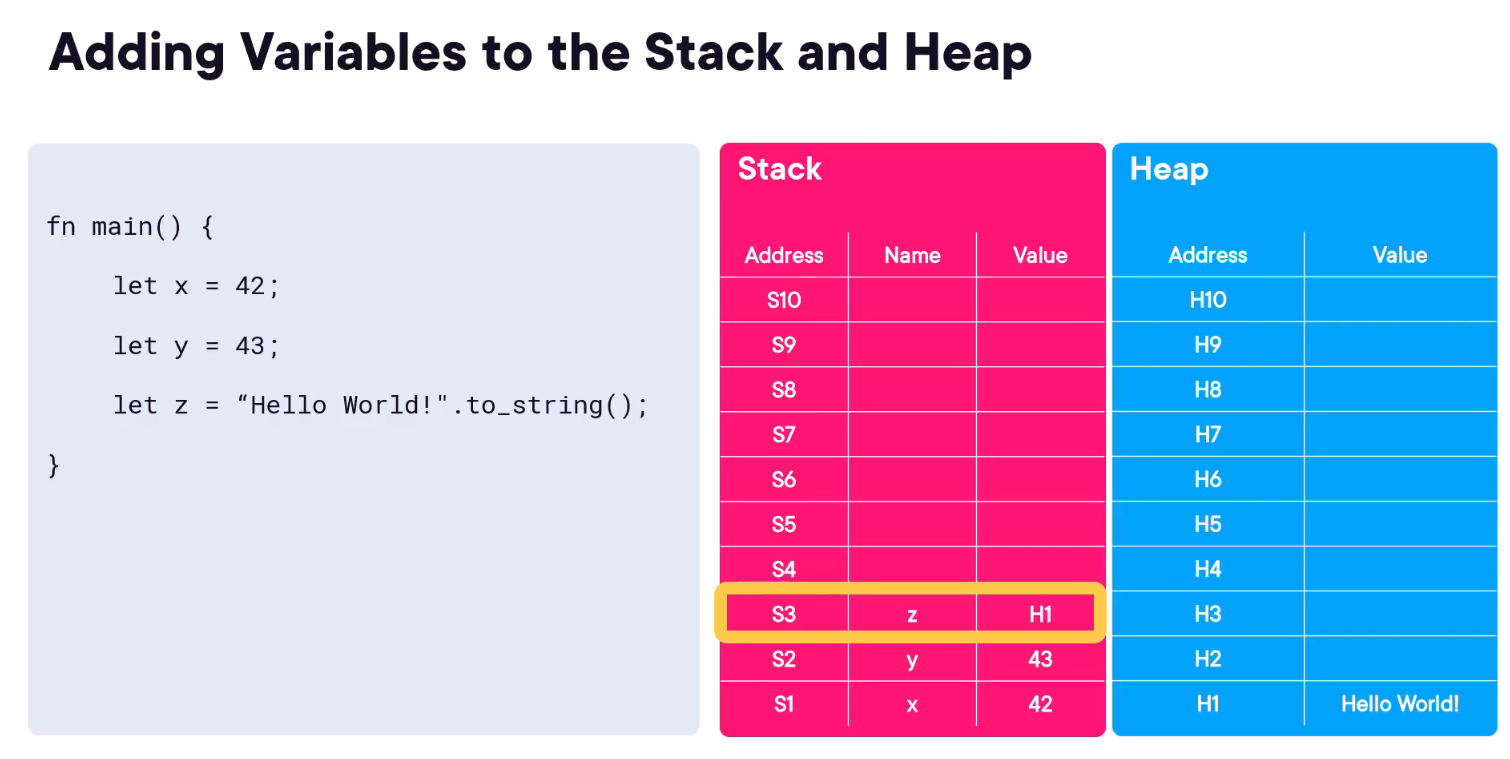 Adding Variables to the Stack and Heap
fn main() {
let x = 42;
let y = 43;
let z = “Hello World!".to_string();
}
Stack
Address Name Value
S10
S9
S8
S7
S6
S5
S4
S3 z H1
S2 y 43
S1 x 42
Heap
Address Value
H10
H9
H8
H7
H6
H5
H4
H3
H2
H1 Hello World!